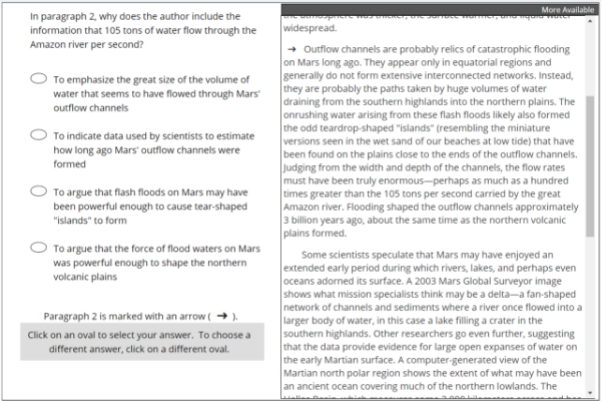 More Available
In paragraph 2, why does the author include the
information that 105 tons of water flow through the
Amazon river per second?
To emphasize the great size of the volume of
water that seems to have flowed through Mars'
outflow channels
To indicate data used by scientists to estimate
how long ago Mars' outflow channels were
formed
To argue that flash floods on Mars may have
been powerful enough to cause tear-shaped
"islands" to form
To argue that the force of flood waters on Mars
was powerful enough to shape the northern
volcanic plains
Paragraph 2 is marked with an arrow ( → ).
Click on an oval to select your answer. To choose a
different answer, click on a different oval.
the atmosphere was thicker, the surface warmer, and liquid water
widespread.
→ Outflow channels are probably relics of catastrophic flooding
on Mars long ago. They appear only in equatorial regions and
generally do not form extensive interconnected networks. Instead,
they are probably the paths taken by huge volumes of water
draining from the southern highlands into the northern plains. The
onrushing water arising from these flash floods likely also formed
the odd teardrop-shaped "islands" (resembling the miniature
versions seen in the wet sand of our beaches at low tide) that have
been found on the plains close to the ends of the outflow channels.
Judging from the width and depth of the channels, the flow rates
must have been truly enormous—perhaps as much as a hundred
times greater than the 105 tons per second carried by the great
Amazon river. Flooding shaped the outflow channels approximately
3 billion years ago, about the same time as the northern volcanic
plains formed.
Some scientists speculate that Mars may have enjoyed an
extended early period during which rivers, lakes, and perhaps even
oceans adorned its surface. A 2003 Mars Global Surveyor image
shows what mission specialists think may be a delta—a fan-shaped
network of channels and sediments where a river once flowed into a
larger body of water, in this case a lake filling a crater in the
southern highlands. Other researchers go even further, suggesting
that the data provide evidence for large open expanses of water on
the early Martian surface. A computer-generated view of the
Martian north polar region shows the extent of what may have been
an ancient ocean covering much of the northern lowlands. The